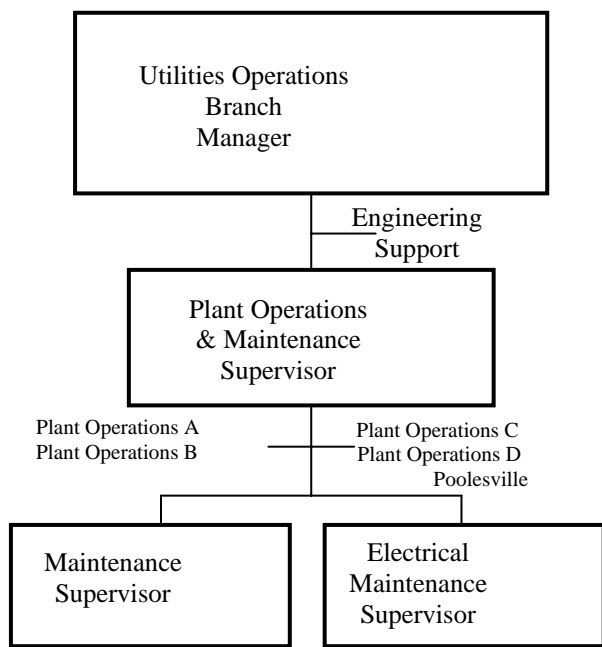 Utilities Operations
Branch
Manager
Engineering
Support
Plant Operations
& Maintenance
Supervisor
Plant Operations A
Plant Operations B
Plant Operations C
Plant Operations D
Poolesville
Maintenance
Supervisor
Electrical
Maintenance
Supervisor